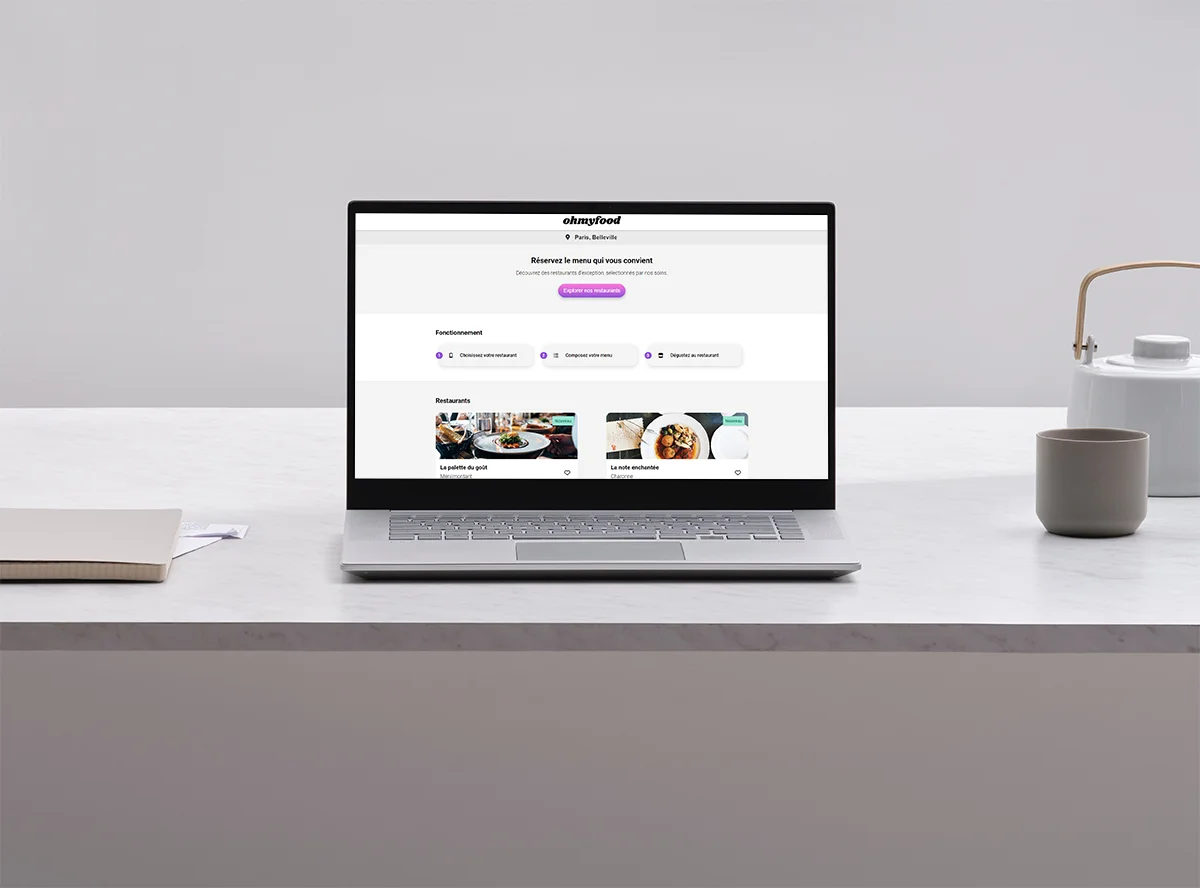 ohmyfood
Paris, Belleville
Réservez le menu qui vous convient
Découvrez des restaurants d'exception, sélectionnés par nos soins.
Explorer nos restaurants
Fonctionnement
1 Choisissez votre restaurant
2 Composez votre menu
3 Dégustez au restaurant
Restaurants
Nouveau
Nouveau
La palette du goût
Ménilmontant
La note enchantée
Charonne